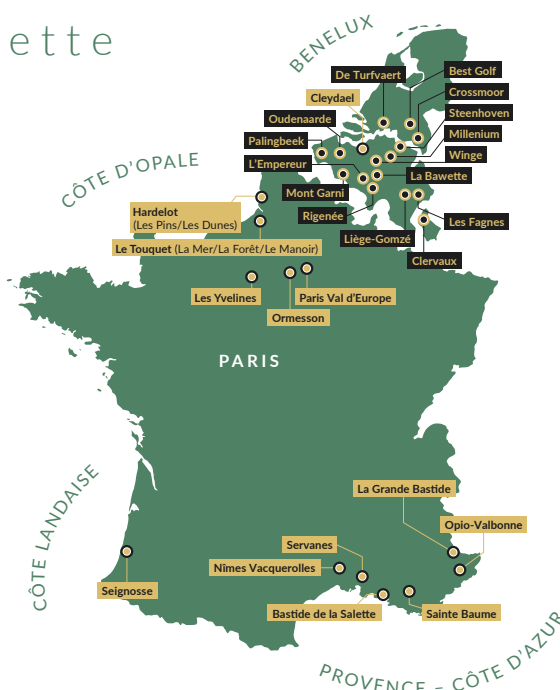 ette
BENELUX
De Turfvaert
Best Golf
Cleydael
Crossmoor
Oudenaarde
Steenhoven
Palingbeek
Millenium
L'Empereur
Winge
La Bawette
Mont Garni
Rigenée
Les Fagnes
Liège-Gomzé
Clervaux
CÔTE D'OPALE
Hardelot
(Les Pins/Les Dunes)
Le Touquet (La Mer/La Forêt/Le Manoir)
Les Yvelines
Paris Val d'Europe
Ormesson
PARIS
CÔTE LANDAISE
La Grande Bastide
Opio-Valbonne
Servanes
Nîmes Vacquerolles
Seignosse
Bastide de la Salette
Sainte Baume
PROVENCE – CÔTE D'AZUR